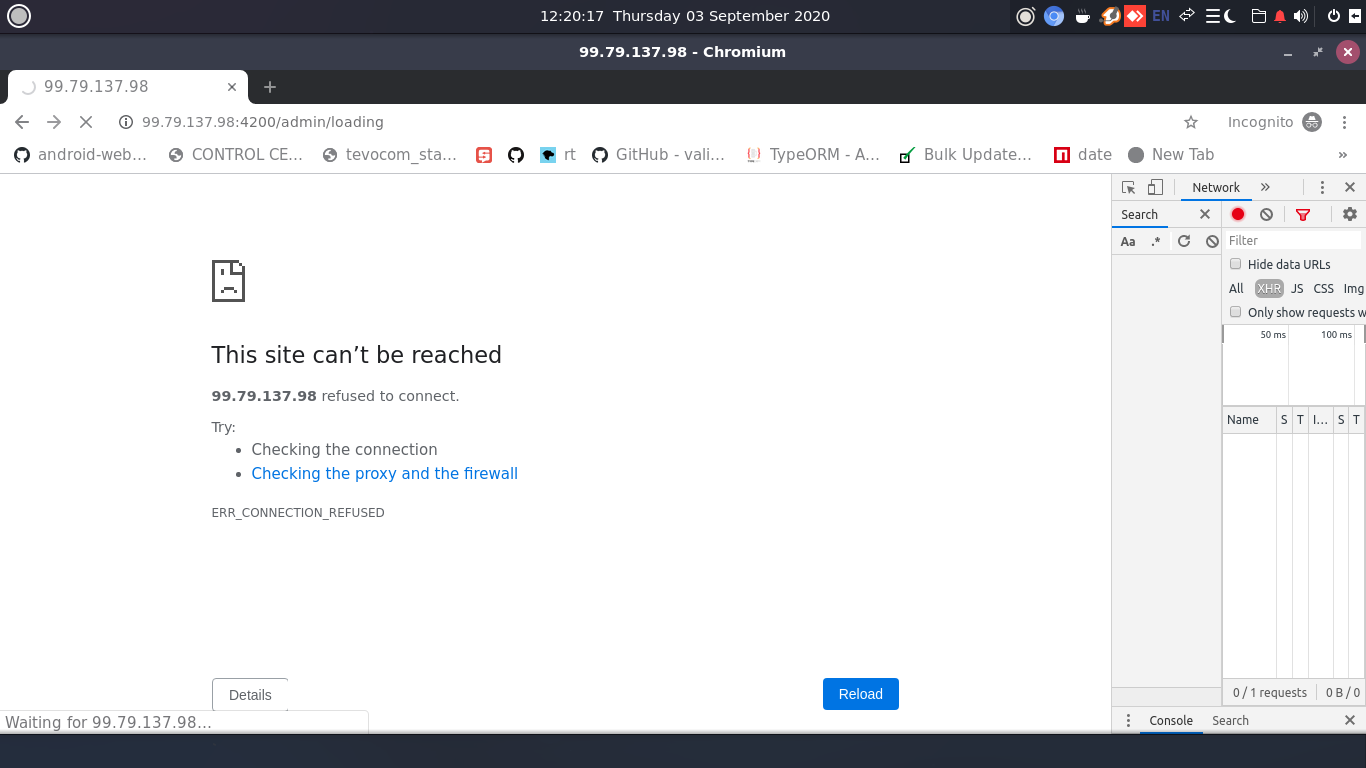 12:20:17 Thursday 03 September 2020
EN
99.79.137.98 - Chromium
99.79.137.98
99.79.137.98:4200/admin/loading
Incognito
android-web...
CONTROL CE...
tevocom_sta...
rt
GitHub - vali...
TypeORM - A...
Bulk Update...
date
New Tab
»
Network
»
Search
Aa
.*
Filter
Hide data URLs
All XHR JS CSS Img
Only show requests w
50 ms 100 ms
Name S T I... S T
This site can’t be reached
99.79.137.98 refused to connect.
Try:
• Checking the connection
• Checking the proxy and the firewall
ERR_CONNECTION_REFUSED
Details
Reload
0 / 1 requests 0 B / 0
Waiting for 99.79.137.98...
Console Search